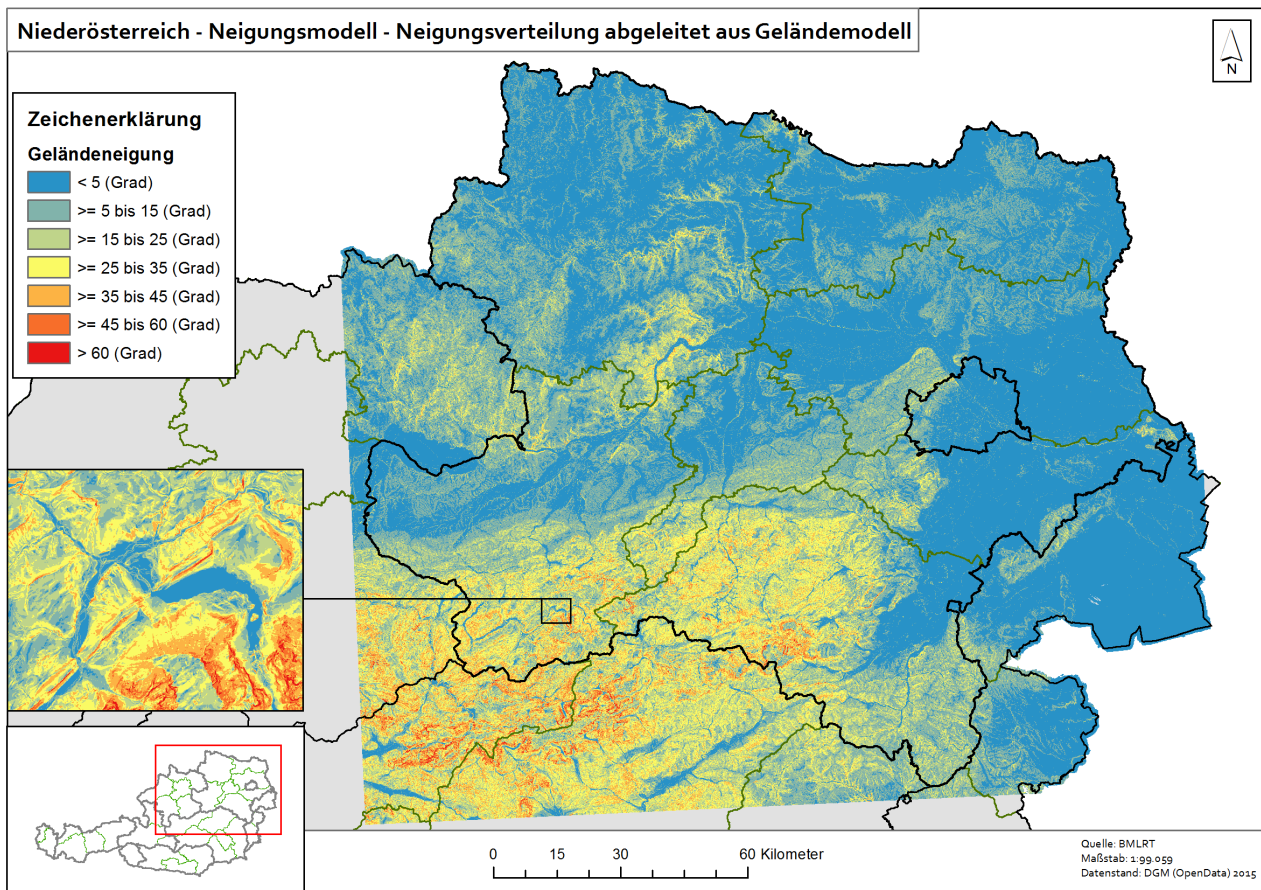 Niederösterreich - Neigungsmodell - Neigungsverteilung abgeleitet aus Geländemodell
N
Zeichenerklärung
Geländeneigung
< 5 (Grad)
>= 5 bis 15 (Grad)
>= 15 bis 25 (Grad)
>= 25 bis 35 (Grad)
>= 35 bis 45 (Grad)
>= 45 bis 60 (Grad)
> 60 (Grad)
0 15 30 60 Kilometer
Quelle: BMLRT
Maßstab: 1:99.059
Datenstand: DGM (OpenData) 2015